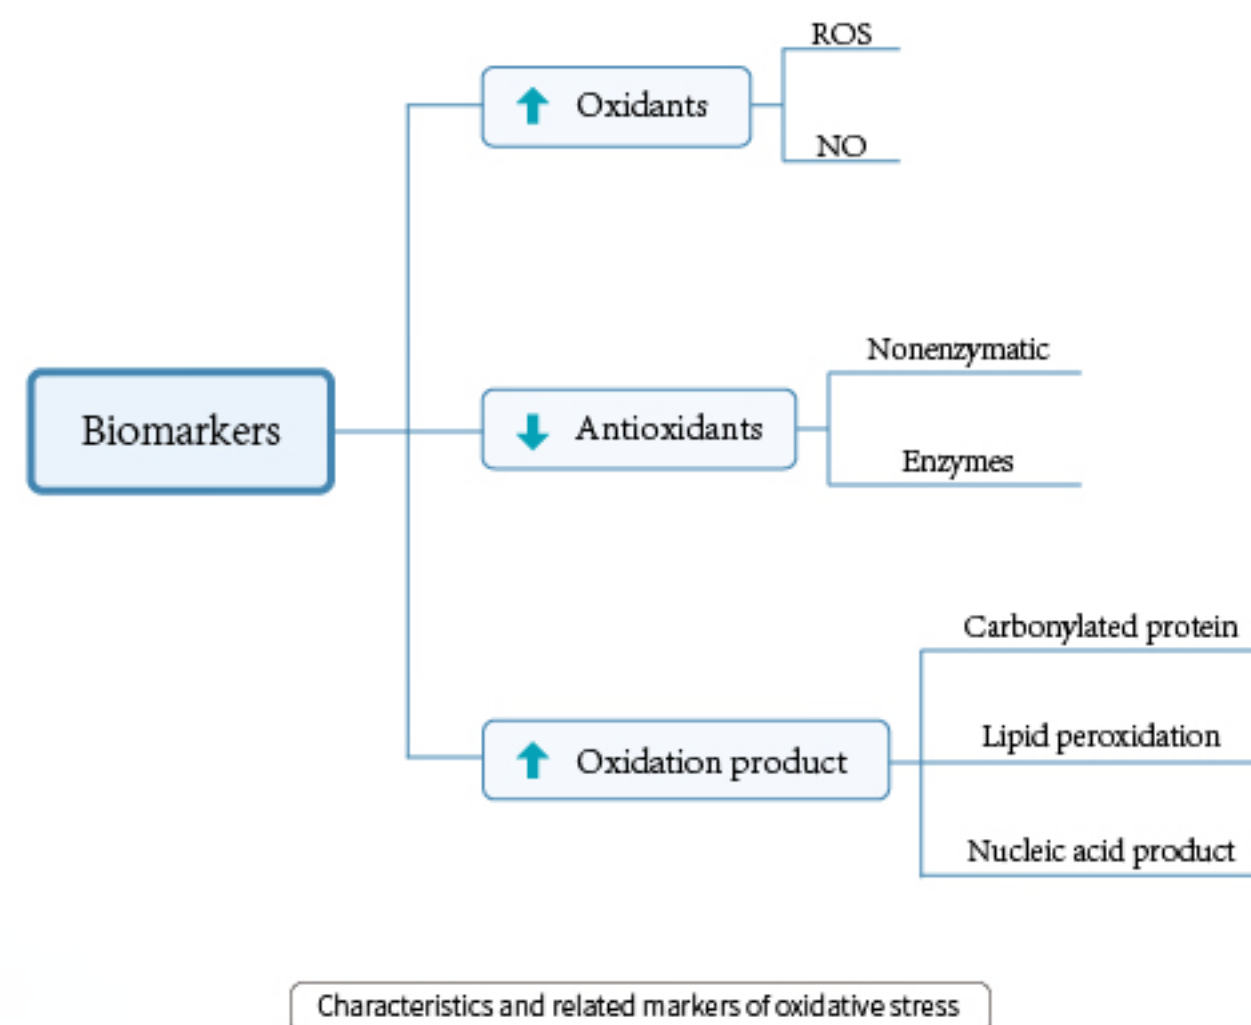 ROS
Oxidants
NO
Nonenzymatic
Biomarkers
Antioxidants
Enzymes
Carbonylated protein
Lipid peroxidation
Oxidation product
Nucleic acid product
Characteristics and related markers of oxidative stress